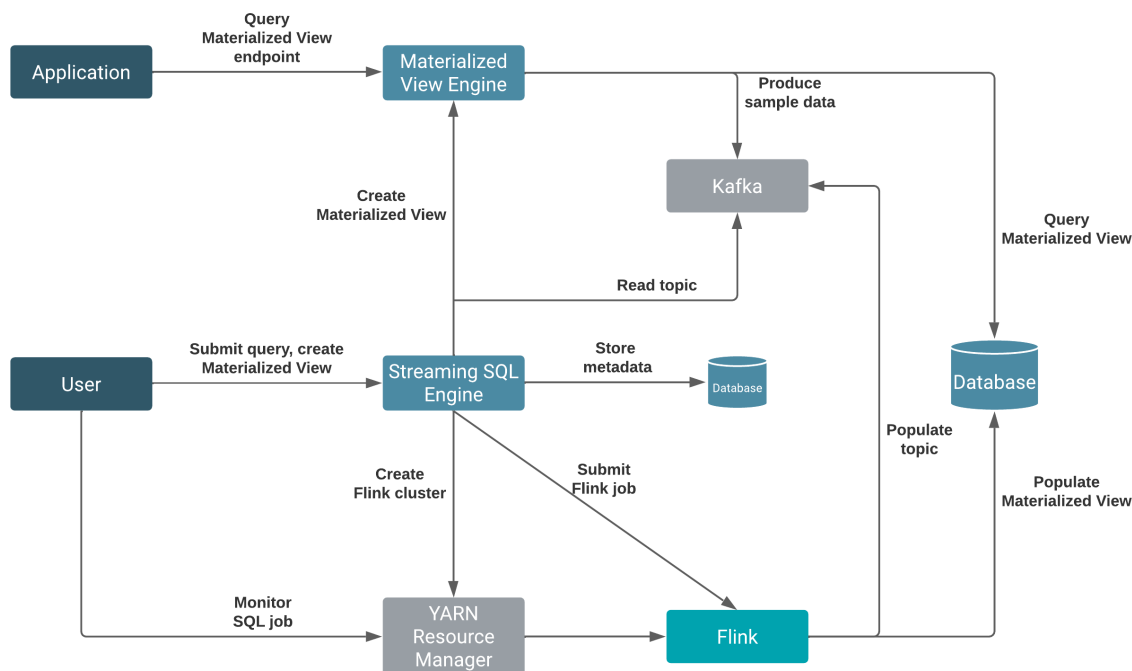 Query
Materialized View
endpoint
Application
Materialized
View Engine
Produce
sample data
Kafka
Create
Materialized View
Query
Materialized View
Read topic
Submit query, create
Materialized View
Store
metadata
User
Streaming SQL
Engine
Database
Database
Populate
topic
Create
Flink cluster
Submit
Flink job
Populate
Materialized View
Monitor
SQL job
YARN
Resource
Manager
Flink